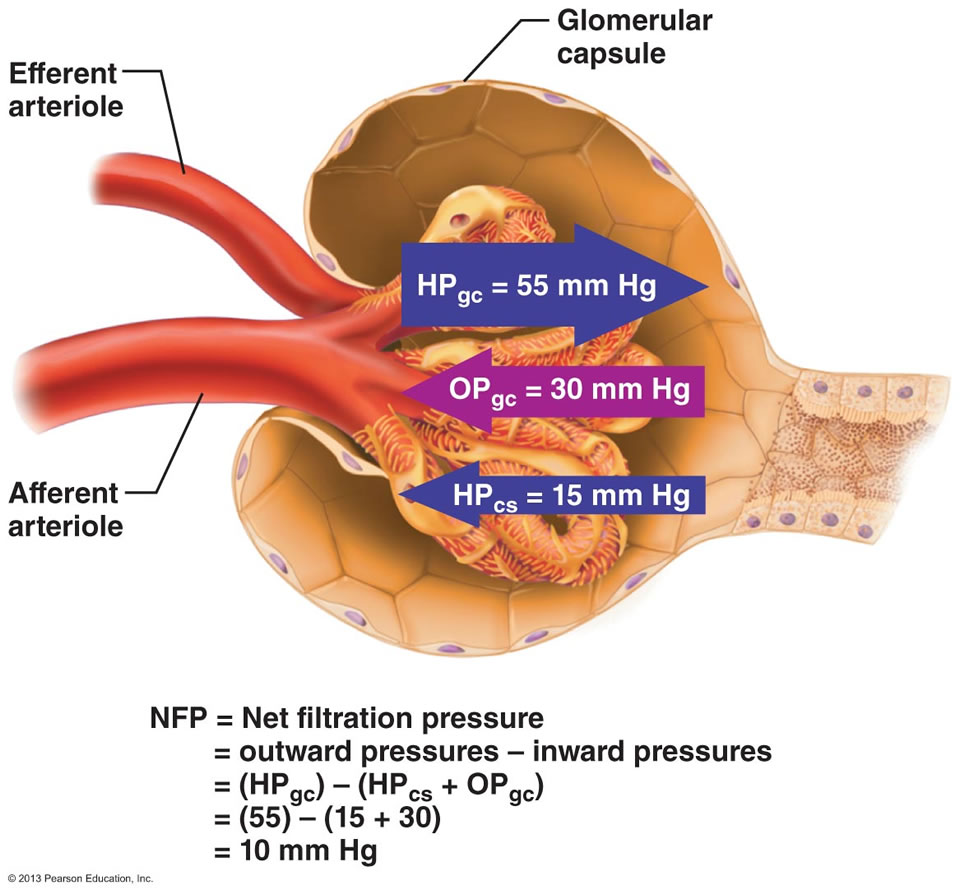 Glomerular
capsule
Efferent
arteriole
HPgc = 55 mm Hg
OPgc = 30 mm Hg
HPcs = 15 mm Hg
Afferent
arteriole
NFP = Net filtration pressure
= outward pressures – inward pressures
= (HPgc) – (HPcs + OPgc)
= (55) – (15 + 30)
= 10 mm Hg
© 2013 Pearson Education, Inc.